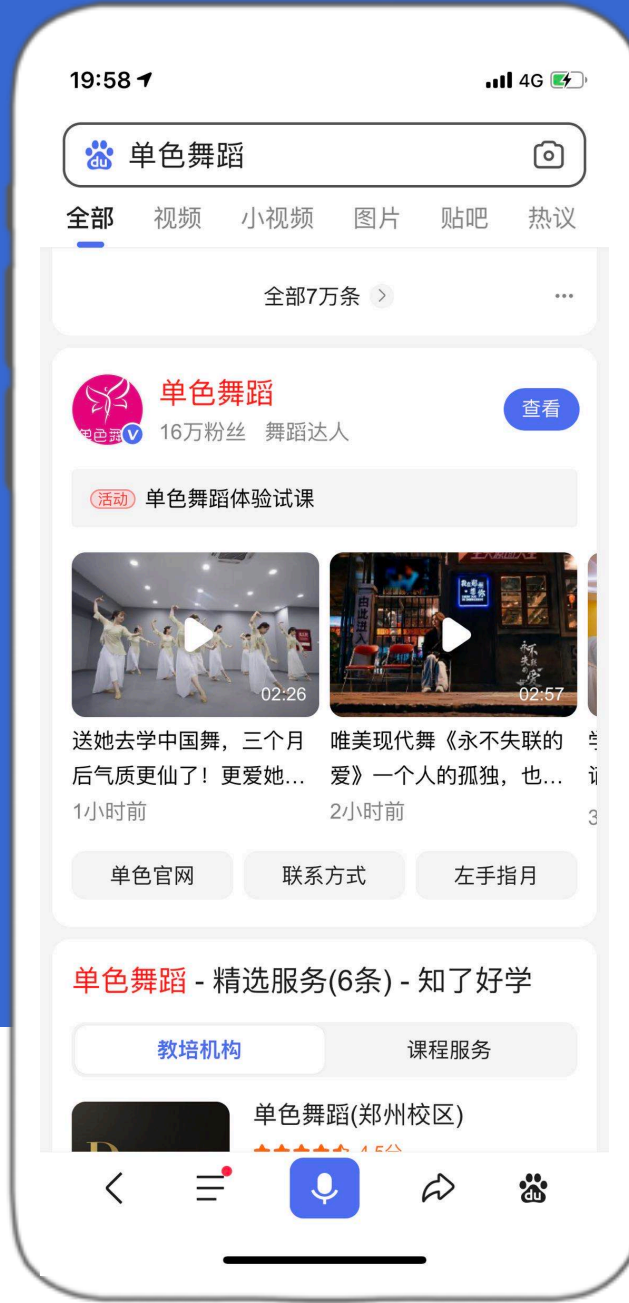 19:58
4G
du 单色舞蹈
全部 视频 小视频 图片 贴吧 热议
全部7万条
单色舞蹈
16万粉丝 舞蹈达人
查看
活动 单色舞蹈体验试课
02:26
02:57
送她去学中国舞，三个月
后气质更仙了！更爱她…
1小时前
唯美现代舞《永不失联的
爱》一个人的孤独，也…
2小时前
单色官网 联系方式 左手指月
单色舞蹈 - 精选服务(6条) - 知了好学
教培机构 课程服务
单色舞蹈(郑州校区)
4.5分
du